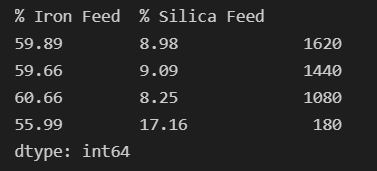 % Iron Feed  % Silica Feed
59.89        8.98             1620
59.66        9.09             1440
60.66        8.25             1080
55.99        17.16             180
dtype: int64